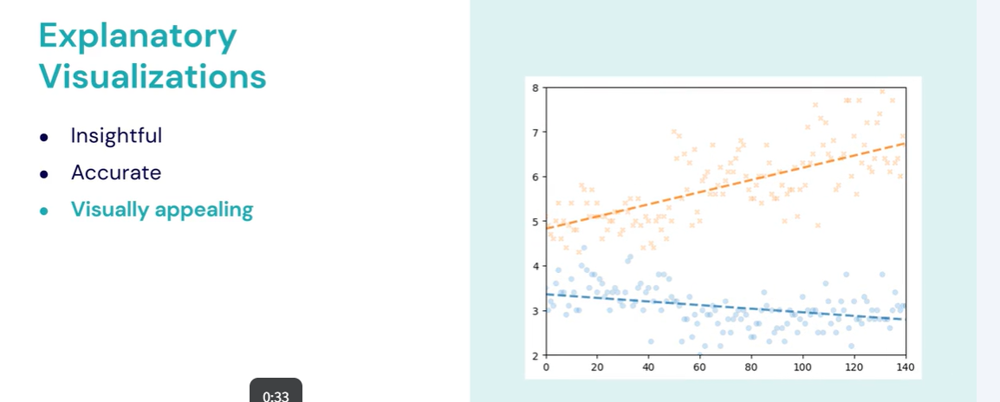 Explanatory
Visualizations
• Insightful
• Accurate
• Visually appealing
0:33
8
7
6
5
4
3
2
0 20 40 60 80 100 120 140